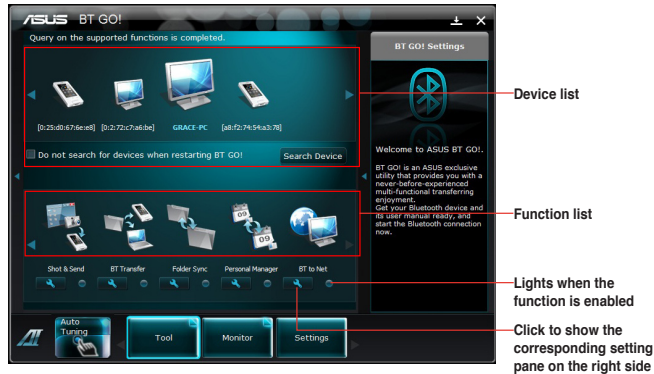 ASUS BT GO!
Query on the supported functions is completed.
BT GO! Settings
Device list
[0:25:d0:67:6e:e8] [0:2:72:c7:a6:be] GRACE-PC [a8:f2:74:54:a3:78]
Do not search for devices when restarting BT GO!
Search Device
Welcome to ASUS BT GO!.
BT GO! is an ASUS exclusive
utility that provides you with a
never-before-experienced
multi-functional transferring
enjoyment.
Get your Bluetooth device and
its user manual ready, and
start the Bluetooth connection
now.
Function list
09
09
Shot & Send BT Transfer Folder Sync Personal Manager BT to Net
Lights when the
function is enabled
Click to show the
corresponding setting
pane on the right side
Auto
Tuning
Tool
Monitor
Settings